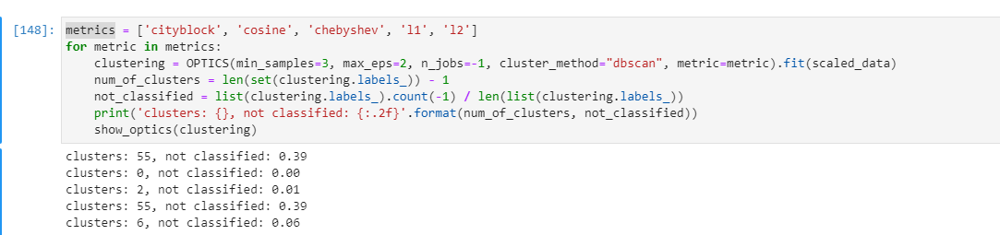 [148]: metrics = ['cityblock', 'cosine', 'chebyshev', 'l1', 'l2']
for metric in metrics:
    clustering = OPTICS(min_samples=3, max_eps=2, n_jobs=-1, cluster_method="dbscan", metric=metric).fit(scaled_data)
    num_of_clusters = len(set(clustering.labels_)) - 1
    not_classified = list(clustering.labels_).count(-1) / len(list(clustering.labels_))
    print('clusters: {}, not classified: {:.2f}'.format(num_of_clusters, not_classified))
    show_optics(clustering)
clusters: 55, not classified: 0.39
clusters: 0, not classified: 0.00
clusters: 2, not classified: 0.01
clusters: 55, not classified: 0.39
clusters: 6, not classified: 0.06